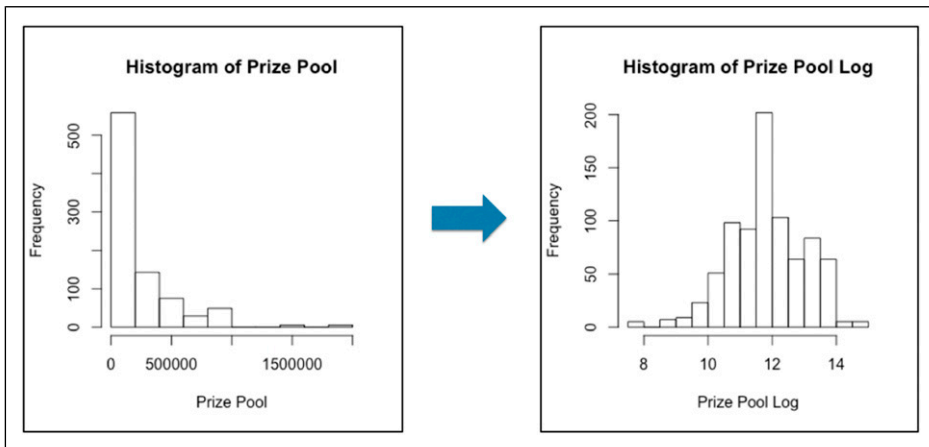 Histogram of Prize Pool
Frequency
500
300
100
0
0 500000 1500000
Prize Pool
Histogram of Prize Pool Log
Frequency
200
150
100
50
0
8 10 12 14
Prize Pool Log